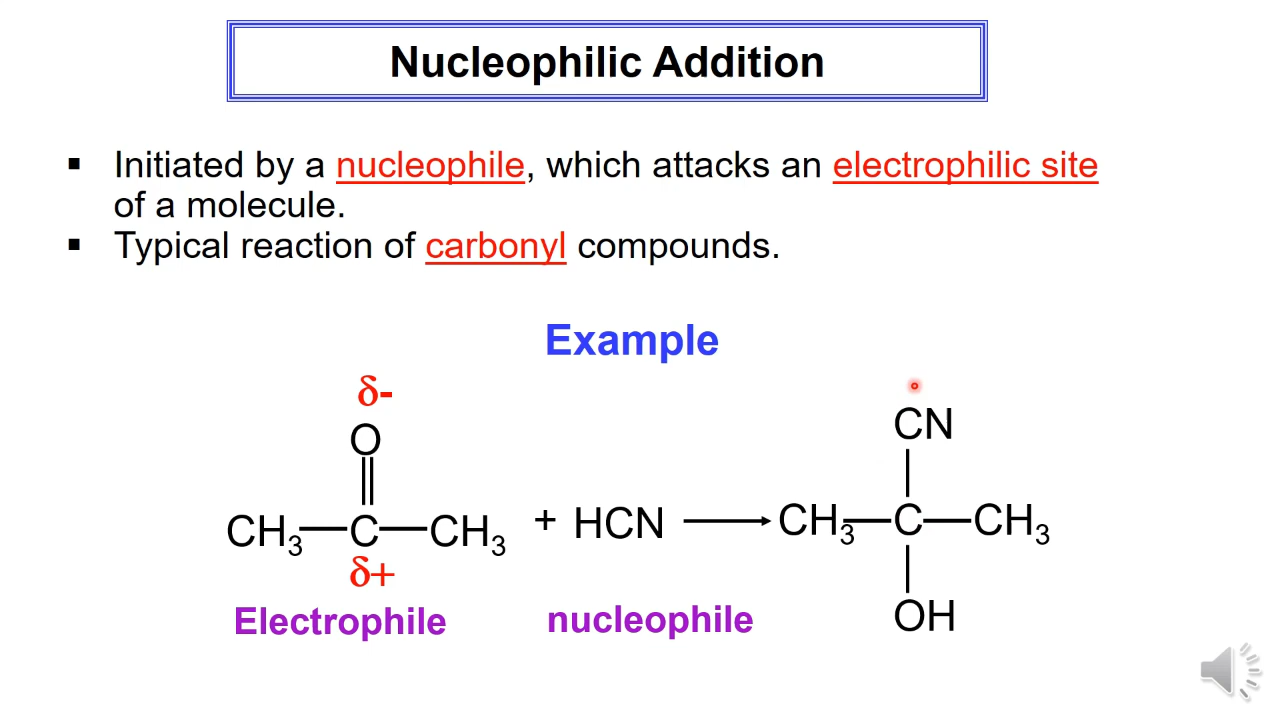 Nucleophilic Addition
▪ Initiated by a nucleophile, which attacks an electrophilic site
of a molecule.
▪ Typical reaction of carbonyl compounds.
Example
δ-
O
CH₃—C—CH₃ + HCN
δ+
Electrophile
nucleophile
CN
CH₃—C—CH₃
OH